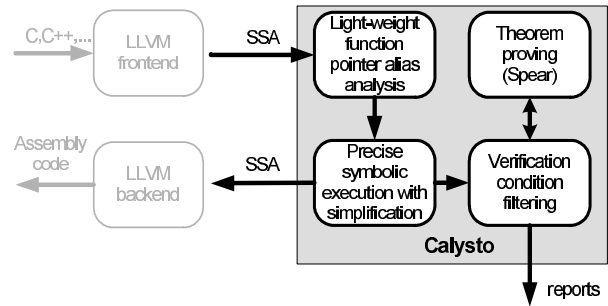 C,C++,...
LLVM
frontend
SSA
Light-weight
function
pointer alias
analysis
Theorem
proving
(Spear)
Assembly
code
LLVM
backend
SSA
Precise
symbolic
execution with
simplification
Verification
condition
filtering
Calysto
reports